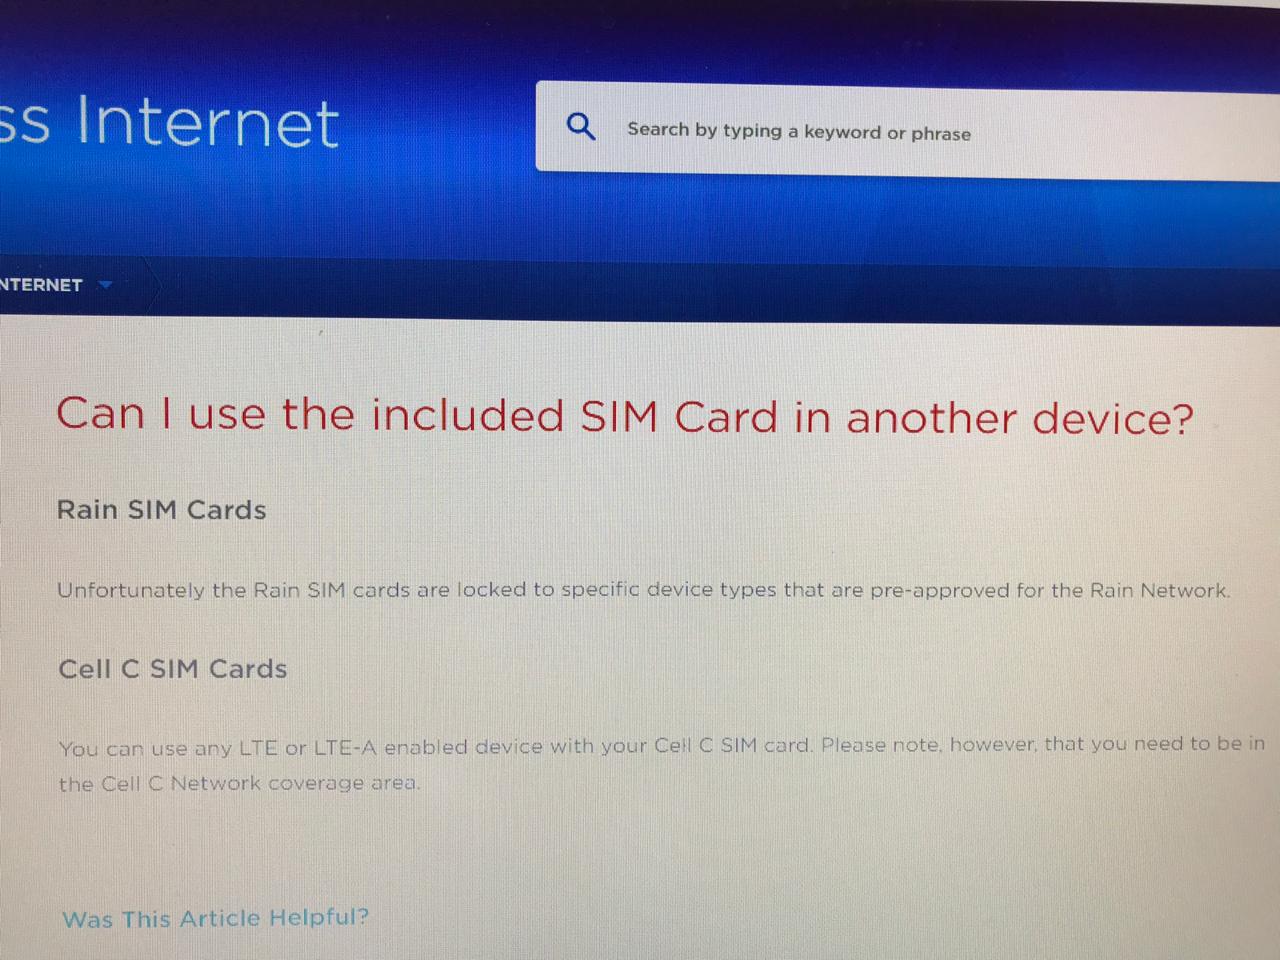 ss Internet
Search by typing a keyword or phrase
NTERNET
Can I use the included SIM Card in another device?
Rain SIM Cards
Unfortunately the Rain SIM cards are locked to specific device types that are pre-approved for the Rain Network.
Cell C SIM Cards
You can use any LTE or LTE-A enabled device with your Cell C SIM card. Please note, however, that you need to be in
the Cell C Network coverage area.
Was This Article Helpful?